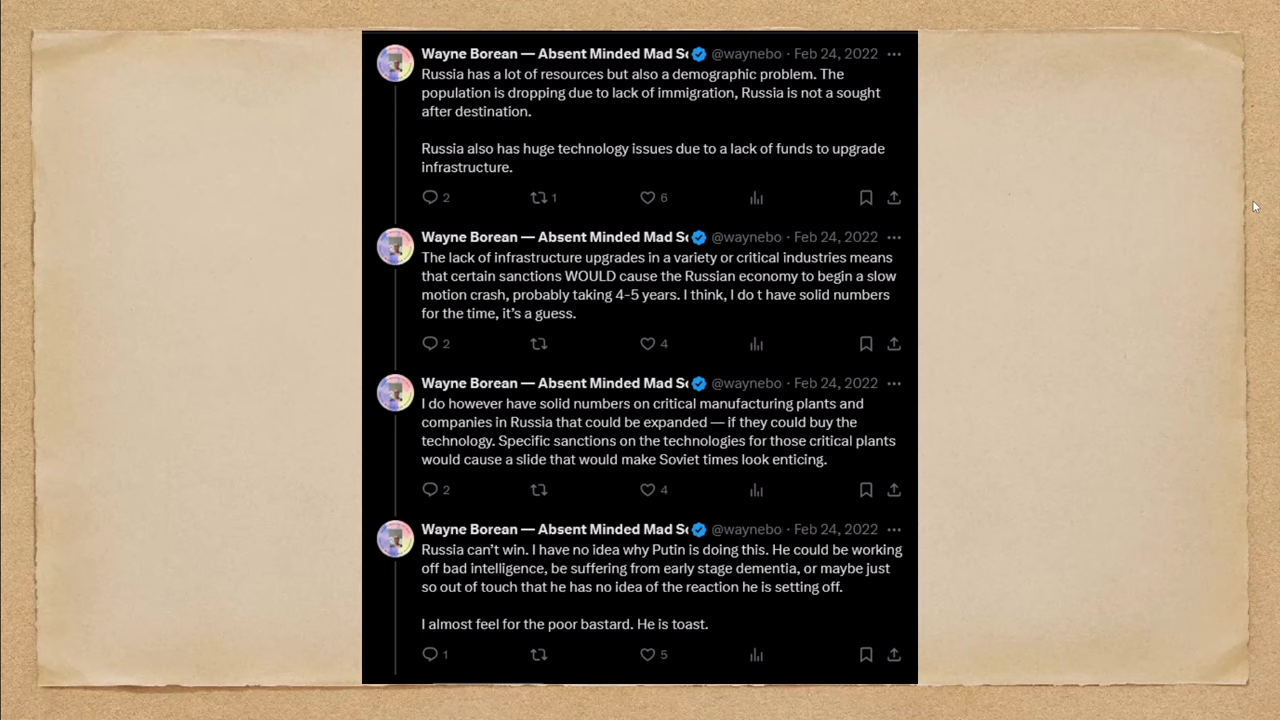 Wayne Borean — Absent Minded Mad Sc @waynebo · Feb 24, 2022
Russia has a lot of resources but also a demographic problem. The
population is dropping due to lack of immigration, Russia is not a sought
after destination.
Russia also has huge technology issues due to a lack of funds to upgrade
infrastructure.
2 1 6
Wayne Borean — Absent Minded Mad Sc @waynebo · Feb 24, 2022
The lack of infrastructure upgrades in a variety or critical industries means
that certain sanctions WOULD cause the Russian economy to begin a slow
motion crash, probably taking 4-5 years. I think, I do t have solid numbers
for the time, it’s a guess.
2 4
Wayne Borean — Absent Minded Mad Sc @waynebo · Feb 24, 2022
I do however have solid numbers on critical manufacturing plants and
companies in Russia that could be expanded — if they could buy the
technology. Specific sanctions on the technologies for those critical plants
would cause a slide that would make Soviet times look enticing.
2 4
Wayne Borean — Absent Minded Mad Sc @waynebo · Feb 24, 2022
Russia can’t win. I have no idea why Putin is doing this. He could be working
off bad intelligence, be suffering from early stage dementia, or maybe just
so out of touch that he has no idea of the reaction he is setting off.
I almost feel for the poor bastard. He is toast.
1 5